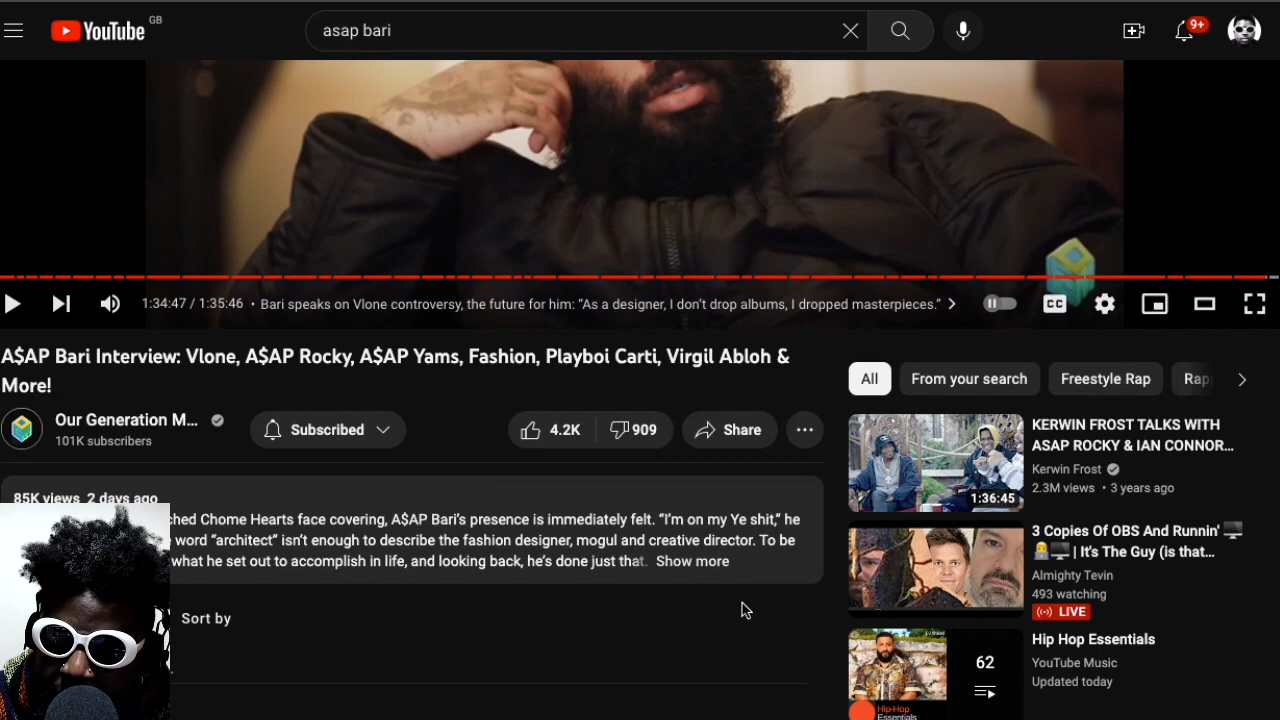 YouTube
GB
asap bari
9+
1:34:47 / 1:35:46 • Bari speaks on Vlone controversy, the future for him: “As a designer, I don’t drop albums, I dropped masterpieces.”
CC
A$AP Bari Interview: Vlone, A$AP Rocky, A$AP Yams, Fashion, Playboi Carti, Virgil Abloh &
More!
Our Generation M...
101K subscribers
Subscribed
4.2K
909
Share
85K views 2 days ago
ched Chome Hearts face covering, A$AP Bari’s presence is immediately felt. “I’m on my Ye shit,” he
word “architect” isn’t enough to describe the fashion designer, mogul and creative director. To be
what he set out to accomplish in life, and looking back, he’s done just that. Show more
Sort by
All
From your search
Freestyle Rap
Rap
1:36:45
KERWIN FROST TALKS WITH
ASAP ROCKY & IAN CONNOR...
Kerwin Frost
2.3M views • 3 years ago
3 Copies Of OBS And Runnin'
| It's The Guy (is that...
Almighty Tevin
493 watching
LIVE
62
Hip-Hop
Essentials
Hip Hop Essentials
YouTube Music
Updated today